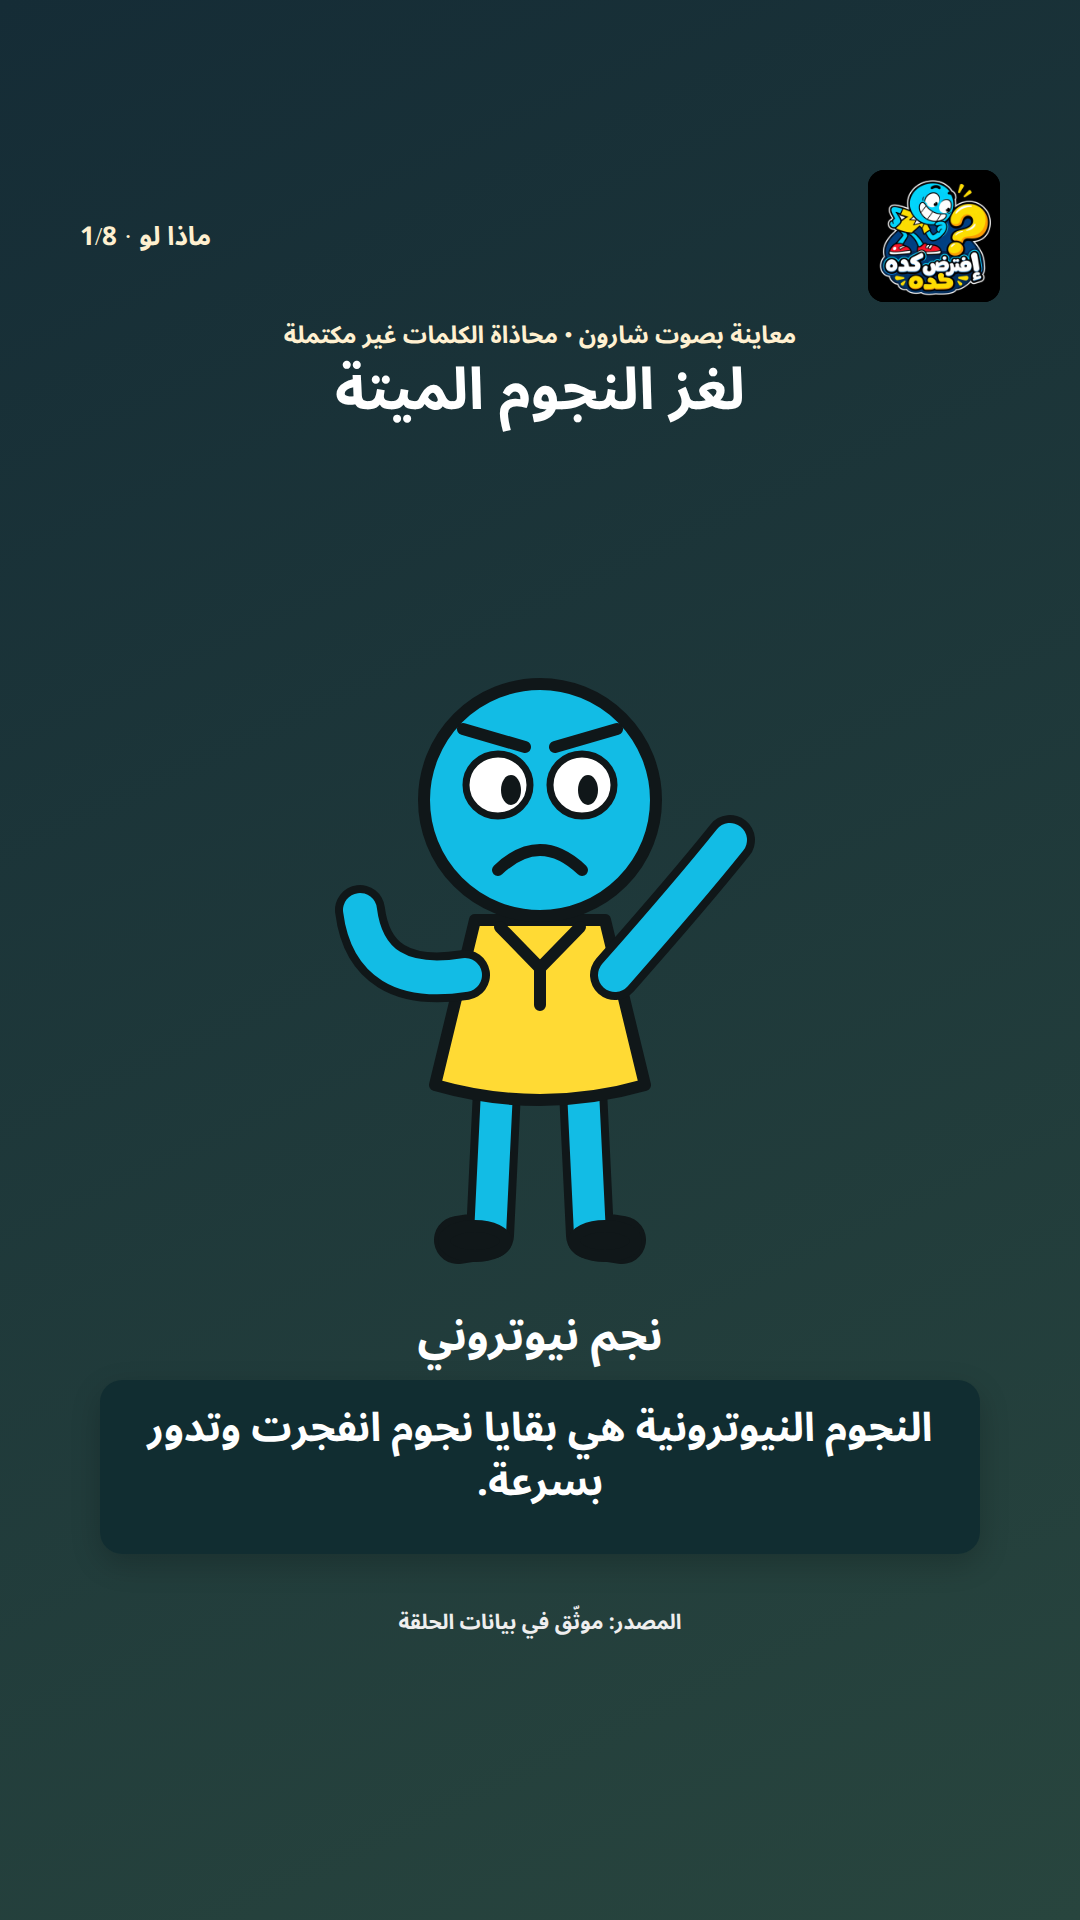 إفترض كده
كده
ماذا لو · 1/8
معاينة بصوت شارون • محاذاة الكلمات غير مكتملة
لغز النجوم الميتة
نجم نيوتروني
النجوم النيوترونية هي بقايا نجوم انفجرت وتدور
بسرعة.
المصدر: موثّق في بيانات الحلقة